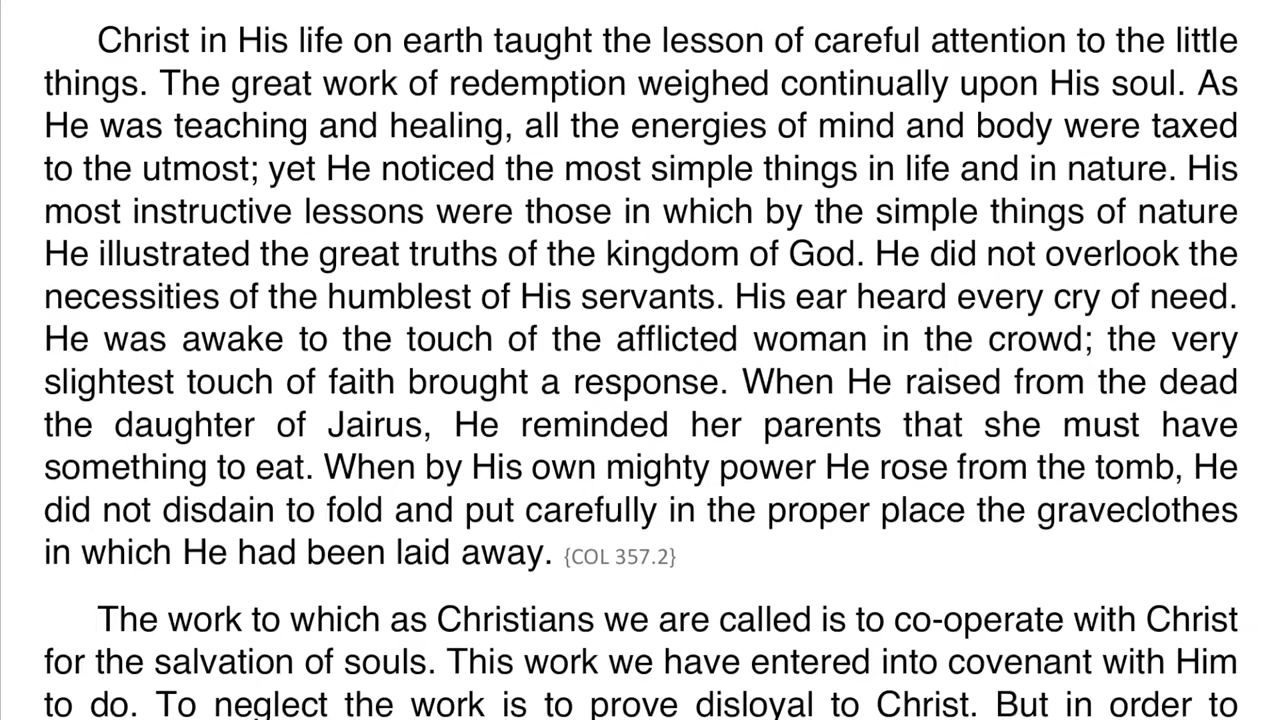 Christ in His life on earth taught the lesson of careful attention to the little
things. The great work of redemption weighed continually upon His soul. As
He was teaching and healing, all the energies of mind and body were taxed
to the utmost; yet He noticed the most simple things in life and in nature. His
most instructive lessons were those in which by the simple things of nature
He illustrated the great truths of the kingdom of God. He did not overlook the
necessities of the humblest of His servants. His ear heard every cry of need.
He was awake to the touch of the afflicted woman in the crowd; the very
slightest touch of faith brought a response. When He raised from the dead
the daughter of Jairus, He reminded her parents that she must have
something to eat. When by His own mighty power He rose from the tomb, He
did not disdain to fold and put carefully in the proper place the graveclothes
in which He had been laid away. {COL 357.2}
The work to which as Christians we are called is to co-operate with Christ
for the salvation of souls. This work we have entered into covenant with Him
to do. To neglect the work is to prove disloyal to Christ. But in order to